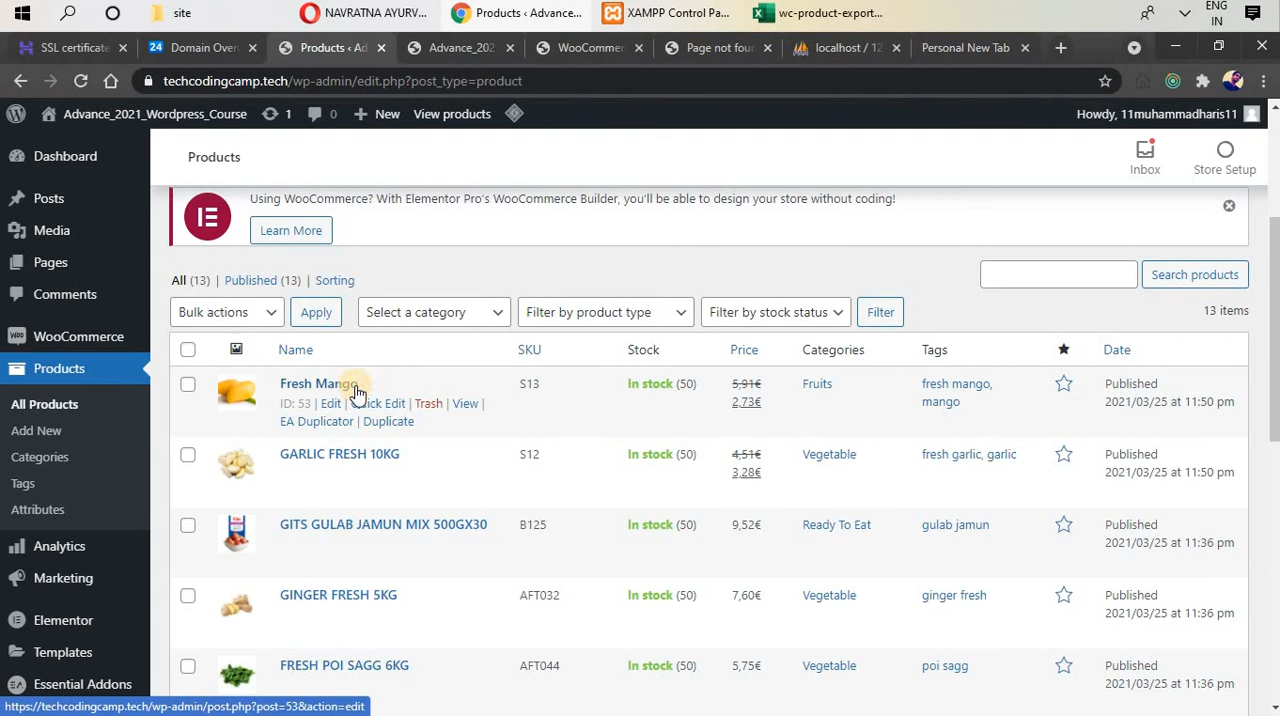 site
NAVRATNA AYURV...
Products ‹ Advance...
XAMPP Control Pa...
wc-product-export...
ENG
IN
SSL certificate
24 Domain Over
Products ‹ Ad
Advance_202
WooCommer
Page not foun
localhost / 12
Personal New Tab
techcodingcamp.tech/wp-admin/edit.php?post_type=product
Advance_2021_Wordpress_Course
1
0
New
View products
Howdy, 11muhammadharis11
Dashboard
Posts
Media
Pages
Comments
WooCommerce
Products
All Products
Add New
Categories
Tags
Attributes
Analytics
Marketing
Elementor
Templates
Essential Addons
Products
Inbox
Store Setup
Using WooCommerce? With Elementor Pro's WooCommerce Builder, you'll be able to design your store without coding!
Learn More
All (13) | Published (13) | Sorting
Search products
Bulk actions
Apply
Select a category
Filter by product type
Filter by stock status
Filter
13 items
Name SKU Stock Price Categories Tags Date
Fresh Mango S13 In stock (50) 5,91€ Fruits fresh mango, Published
ID: 53 | Edit | Quick Edit | Trash | View | 2,73€ mango 2021/03/25 at 11:50 pm
EA Duplicator | Duplicate
GARLIC FRESH 10KG S12 In stock (50) 4,51€ Vegetable fresh garlic, garlic Published
3,28€ 2021/03/25 at 11:50 pm
GITS GULAB JAMUN MIX 500GX30 B125 In stock (50) 9,52€ Ready To Eat gulab jamun Published
2021/03/25 at 11:36 pm
GINGER FRESH 5KG AFT032 In stock (50) 7,60€ Vegetable ginger fresh Published
2021/03/25 at 11:36 pm
FRESH POI SAGG 6KG AFT044 In stock (50) 5,75€ Vegetable poi sagg Published
2021/03/25 at 11:36 pm
https://techcodingcamp.tech/wp-admin/post.php?post=53&action=edit